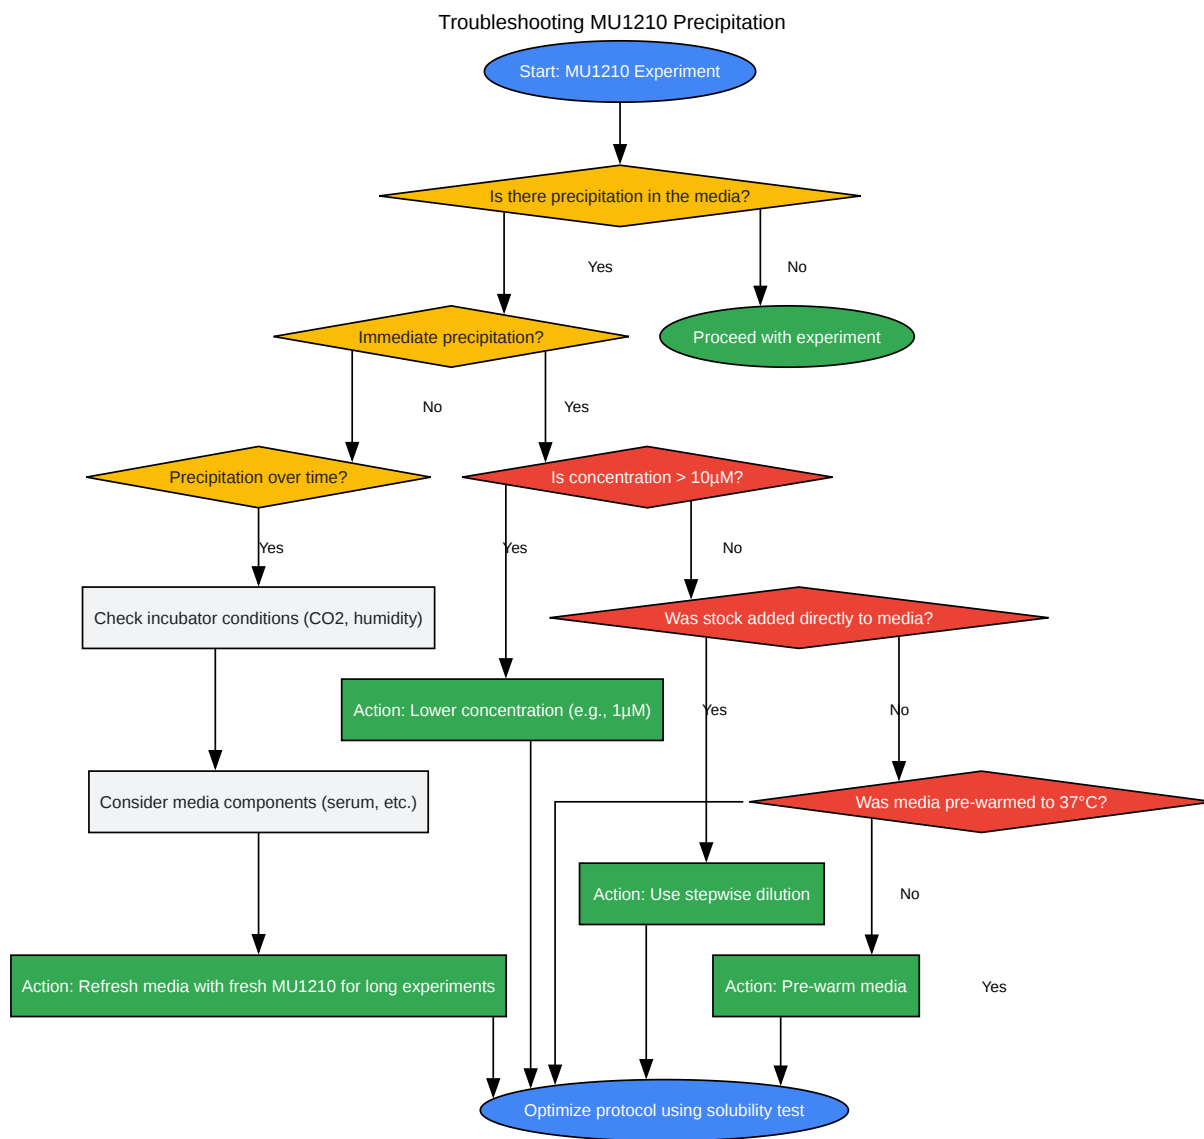 Troubleshooting MU1210 Precipitation
Start: MU1210 Experiment
Is there precipitation in the media?
Yes
No
Immediate precipitation?
Proceed with experiment
No
Yes
Precipitation over time?
Is concentration > 10µM?
Yes
Yes
No
Check incubator conditions (CO2, humidity)
Was stock added directly to media?
Action: Lower concentration (e.g., 1µM)
Yes
No
Consider media components (serum, etc.)
Was media pre-warmed to 37°C?
Action: Use stepwise dilution
No
Action: Refresh media with fresh MU1210 for long experiments
Action: Pre-warm media
Yes
Optimize protocol using solubility test